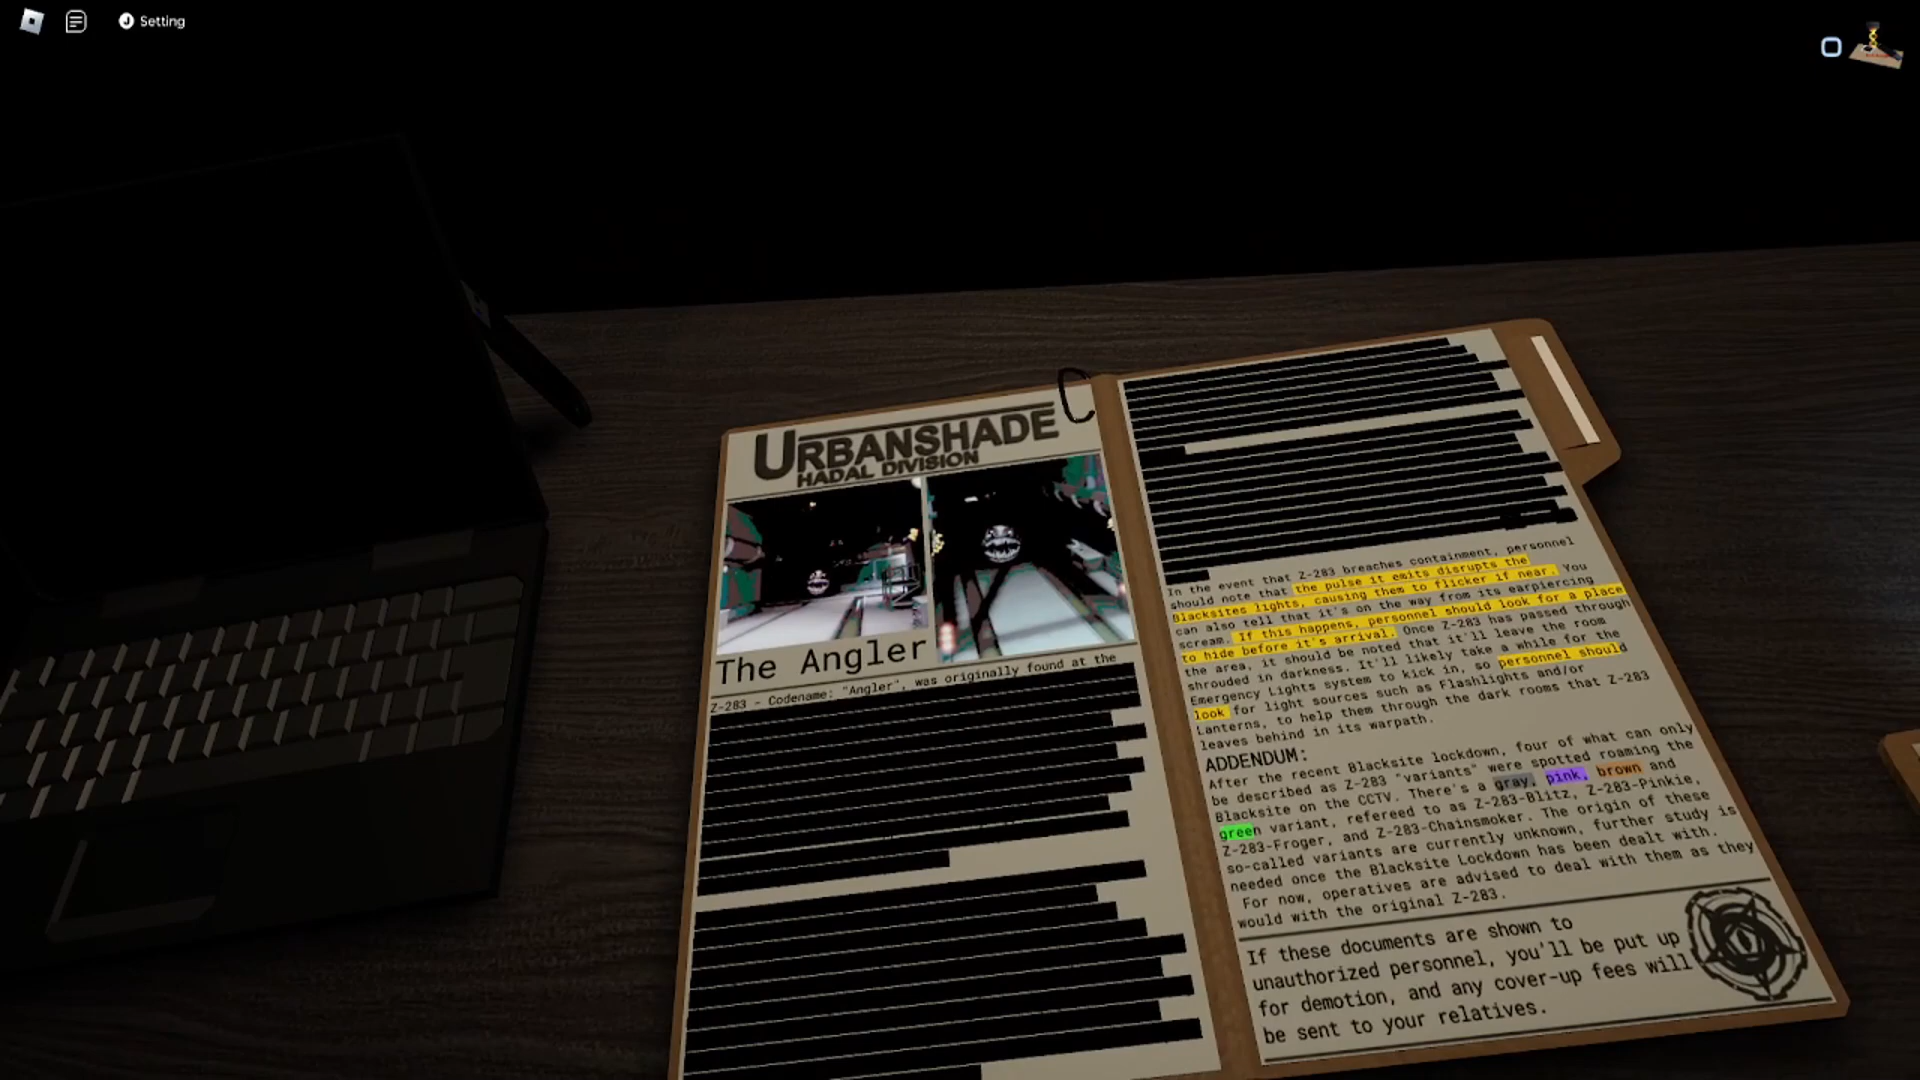 Setting
URBANSHADE
HADAL DIVISION
The Angler
Z-283 - Codename: "Angler", was originally found at the
In the event that Z-283 breaches containment, personnel
should note that the pulse it emits disrupts the
Blacksites lights, causing them to flicker if near. You
can also tell that it's on the way from its earpiercing
scream. If this happens, personnel should look for a place
to hide before it's arrival. Once Z-283 has passed through
the area, it should be noted that it'll leave the room
shrouded in darkness. It'll likely take a while for the
Emergency Lights system to kick in, so personnel should
look for light sources such as Flashlights and/or
Lanterns, to help them through the dark rooms that Z-283
leaves behind in its warpath.
ADDENDUM:
After the recent Blacksite lockdown, four of what can only
be described as Z-283 "variants" were spotted roaming the
Blacksite on the CCTV. There's a gray, pink, brown and
green variant, refereed to as Z-283-Blitz, Z-283-Pinkie,
Z-283-Froger, and Z-283-Chainsmoker. The origin of these
so-called variants are currently unknown, further study is
needed once the Blacksite Lockdown has been dealt with.
For now, operatives are advised to deal with them as they
would with the original Z-283.
If these documents are shown to
unauthorized personnel, you'll be put up
for demotion, and any cover-up fees will
be sent to your relatives.